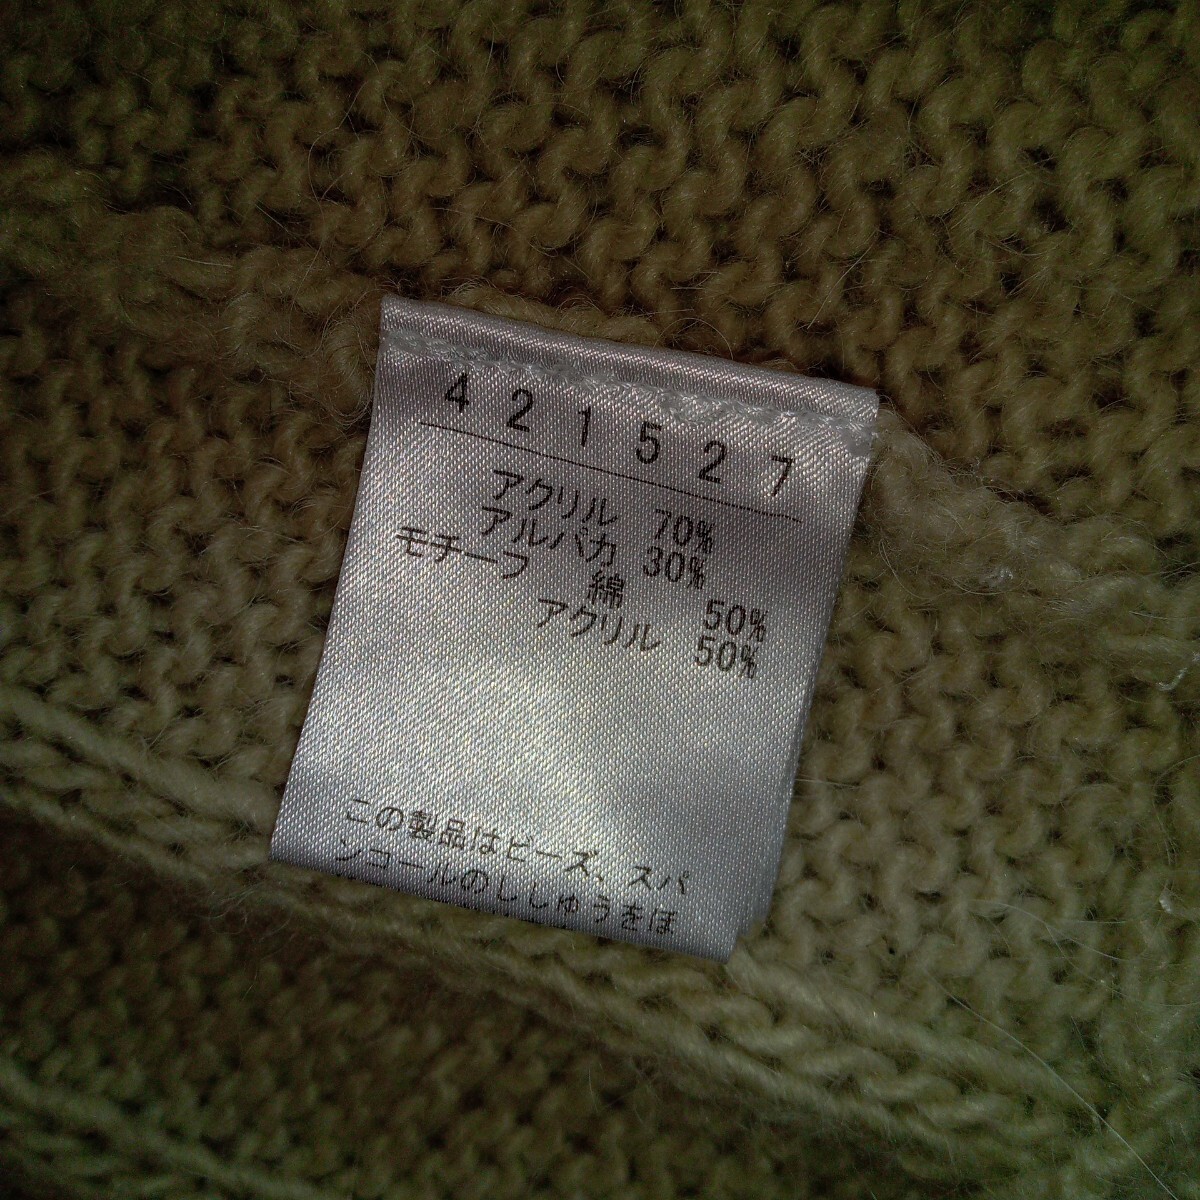 4 2 1 5 2 7
アクリル 70%
アルパカ 30%
モチーフ 綿 50%
アクリル 50%
この製品はビーズ、スパ
ンコールのししゅうをほ